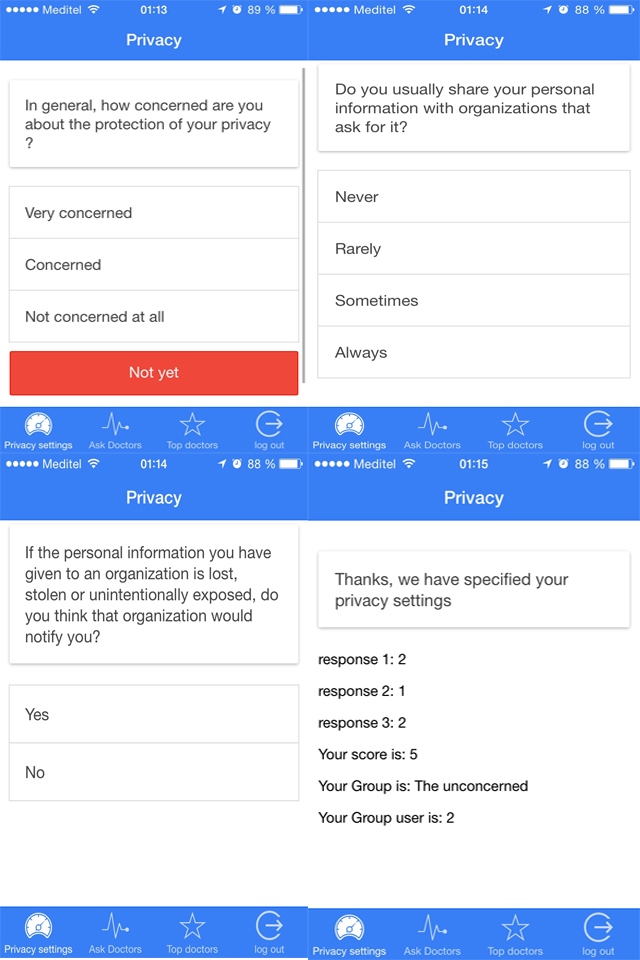 Meditel 01:13 89 %
Privacy
In general, how concerned are you
about the protection of your privacy
?
Very concerned
Concerned
Not concerned at all
Not yet
Privacy settings Ask Doctors Top doctors log out
Meditel 01:14 88 %
Privacy
Do you usually share your personal
information with organizations that
ask for it?
Never
Rarely
Sometimes
Always
Privacy settings Ask Doctors Top doctors log out
Meditel 01:14 88 %
Privacy
If the personal information you have
given to an organization is lost,
stolen or unintentionally exposed, do
you think that organization would
notify you?
Yes
No
Privacy settings Ask Doctors Top doctors log out
Meditel 01:15 88 %
Privacy
Thanks, we have specified your
privacy settings
response 1: 2
response 2: 1
response 3: 2
Your score is: 5
Your Group is: The unconcerned
Your Group user is: 2
Privacy settings Ask Doctors Top doctors log out